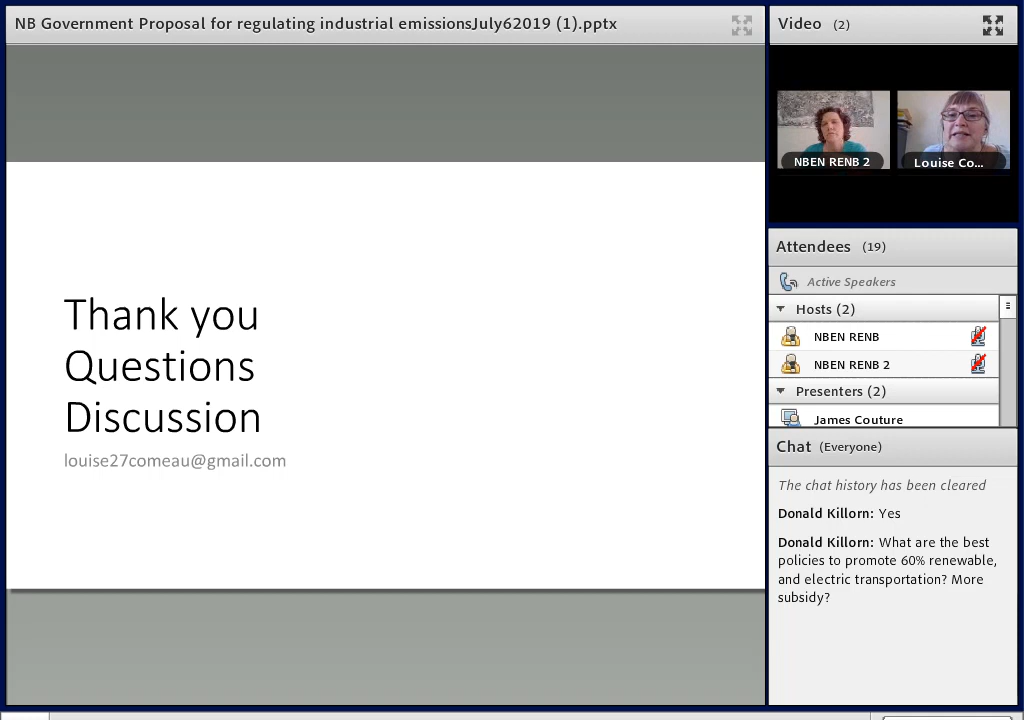 NB Government Proposal for regulating industrial emissionsJuly62019 (1).pptx
Thank you
Questions
Discussion
louise27comeau@gmail.com
Video (2)
NBEN RENB 2
Louise Co...
Attendees (19)
Active Speakers
Hosts (2)
NBEN RENB
NBEN RENB 2
Presenters (2)
James Couture
Chat (Everyone)
The chat history has been cleared
Donald Killorn: Yes
Donald Killorn: What are the best
policies to promote 60% renewable,
and electric transportation? More
subsidy?